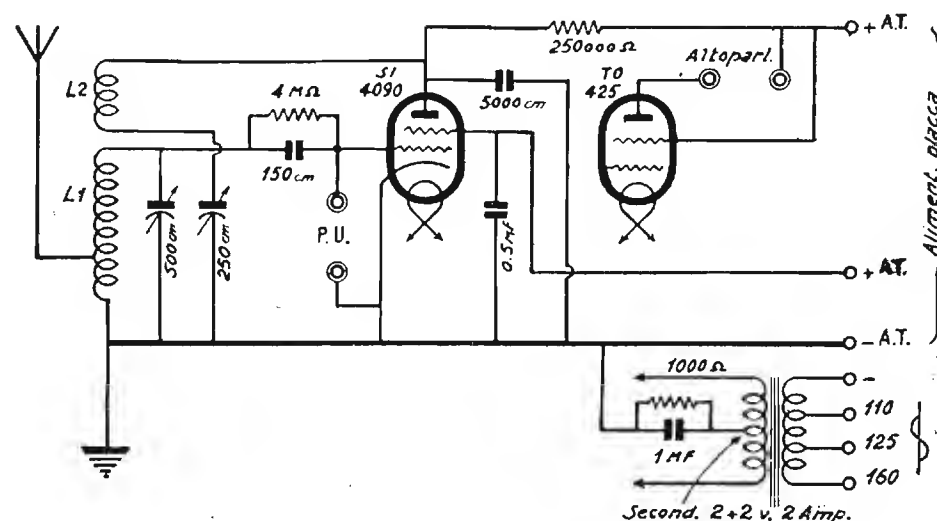 + A.T.
250000 Ω
L2
SI
4090
5000 cm
TO
425
Altoparl.
4 MΩ
150 cm
L1
500 cm
250 cm
P.U.
0.5 MF
Aliment. placca
+ A.T.
- A.T.
1000 Ω
1 MF
-
110
125
160
Second. 2+2 v. 2 Amp.